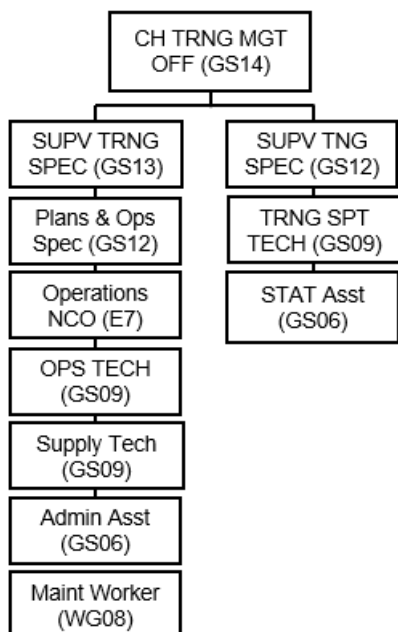 CH TRNG MGT
OFF (GS14)
SUPV TRNG
SPEC (GS13)
Plans & Ops
Spec (GS12)
Operations
NCO (E7)
OPS TECH
(GS09)
Supply Tech
(GS09)
Admin Asst
(GS06)
Maint Worker
(WG08)
SUPV TNG
SPEC (GS12)
TRNG SPT
TECH (GS09)
STAT Asst
(GS06)